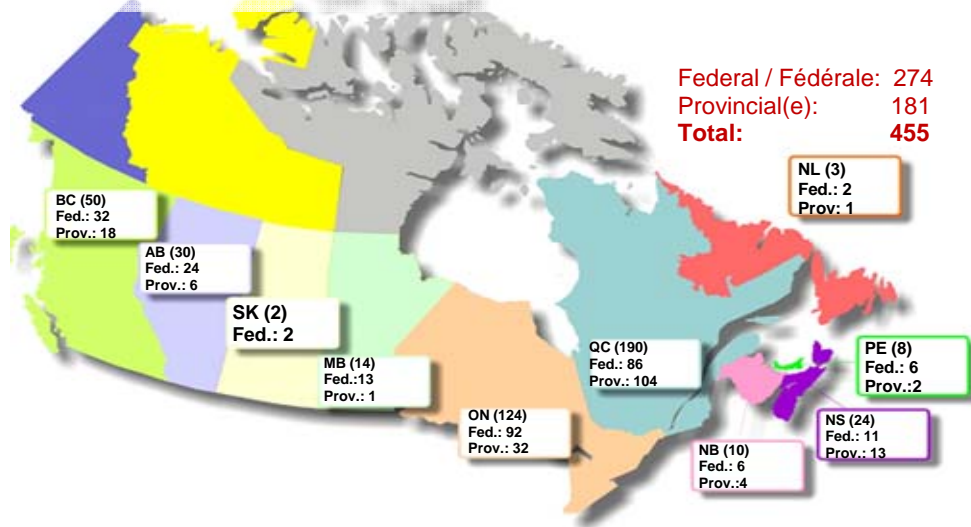 Federal / Fédérale: 274
Provincial(e): 181
Total: 455
NL (3)
Fed.: 2
Prov: 1
BC (50)
Fed.: 32
Prov.: 18
AB (30)
Fed.: 24
Prov.: 6
SK (2)
Fed.: 2
MB (14)
Fed.:13
Prov.: 1
ON (124)
Fed.: 92
Prov.: 32
QC (190)
Fed.: 86
Prov.: 104
PE (8)
Fed.: 6
Prov.:2
NS (24)
Fed.: 11
Prov.: 13
NB (10)
Fed.: 6
Prov.:4